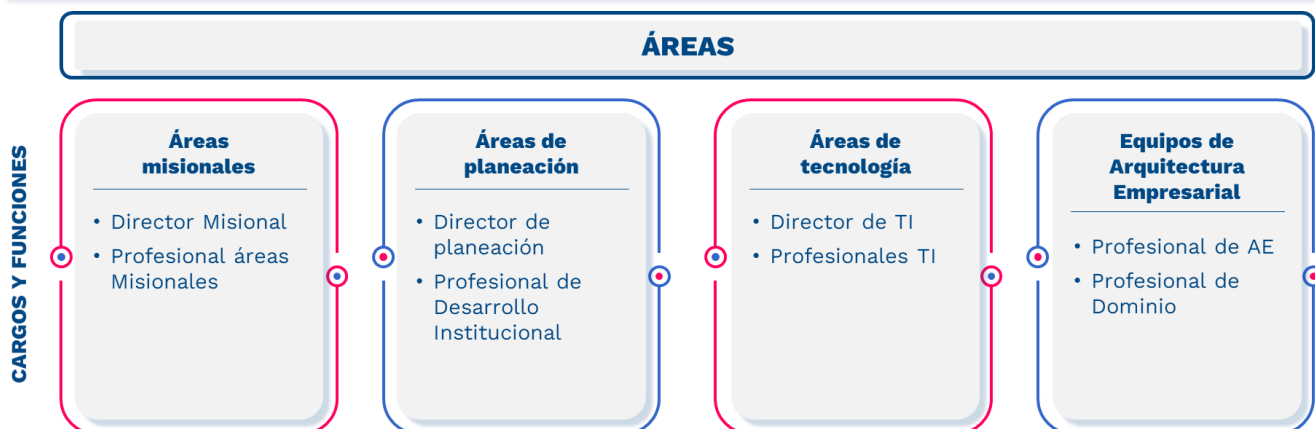 ÁREAS
CARGOS Y FUNCIONES
Áreas
misionales
• Director Misional
• Profesional áreas
Misionales
Áreas de
planeación
• Director de
planeación
• Profesional de
Desarrollo
Institucional
Áreas de
tecnología
• Director de TI
• Profesionales TI
Equipos de
Arquitectura
Empresarial
• Profesional de AE
• Profesional de
Dominio